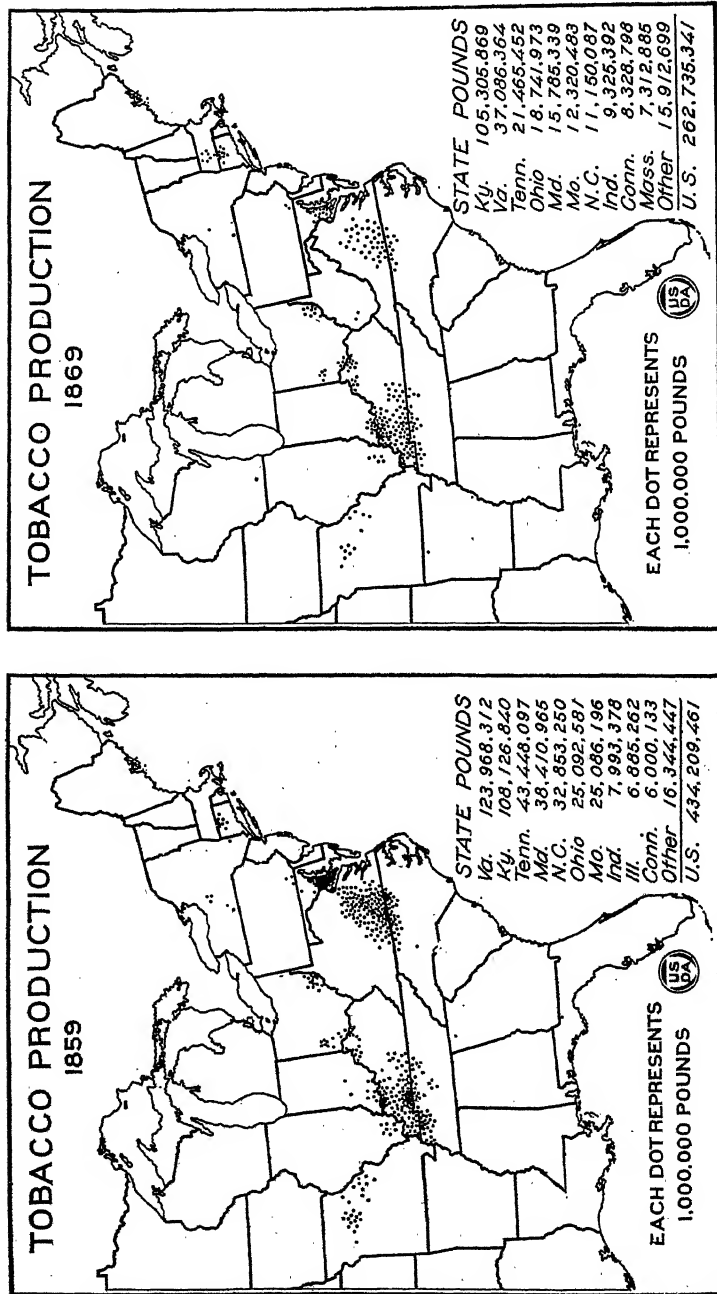 TOBACCO PRODUCTION
1859
STATE POUNDS
Va. 123,968,312
Ky. 108,126,840
Tenn. 43,448,097
Md. 38,410,965
N.C. 32,853,250
Ohio 25,092,581
Mo. 25,086,196
Ind. 7,993,378
Ill. 6,885,262
Conn. 6,000,133
Other 16,344,447
U.S. 434,209,461
EACH DOT REPRESENTS
1,000,000 POUNDS
US
DA
TOBACCO PRODUCTION
1869
STATE POUNDS
Ky. 105,305,869
Va. 37,086,364
Tenn. 21,465,452
Ohio 18,741,973
Md. 15,785,339
Mo. 12,320,483
N.C. 11,150,087
Ind. 9,325,392
Conn. 8,328,798
Mass. 7,312,885
Other 15,912,699
U.S. 262,735,341
EACH DOT REPRESENTS
1,000,000 POUNDS
US
DA